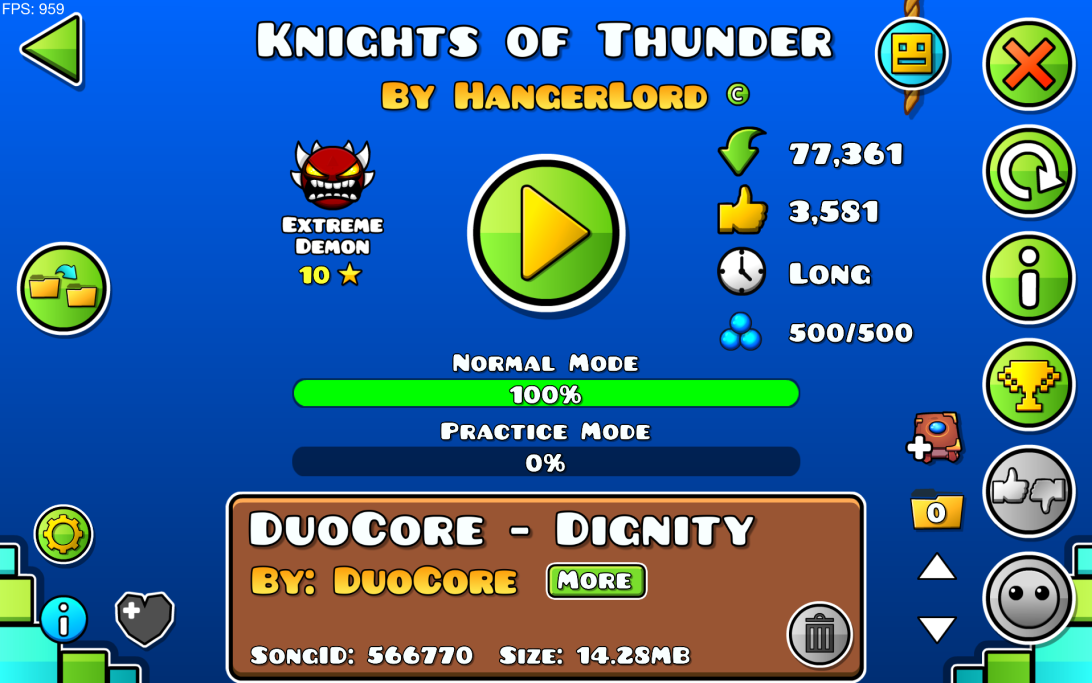 FPS: 959
Knights of Thunder
By HangerLord
C
77,361
Extreme
Demon
3,581
10
Long
500/500
Normal Mode
100%
Practice Mode
0%
0
DuoCore - Dignity
By: DuoCore
More
SongID: 566770 Size: 14.28MB